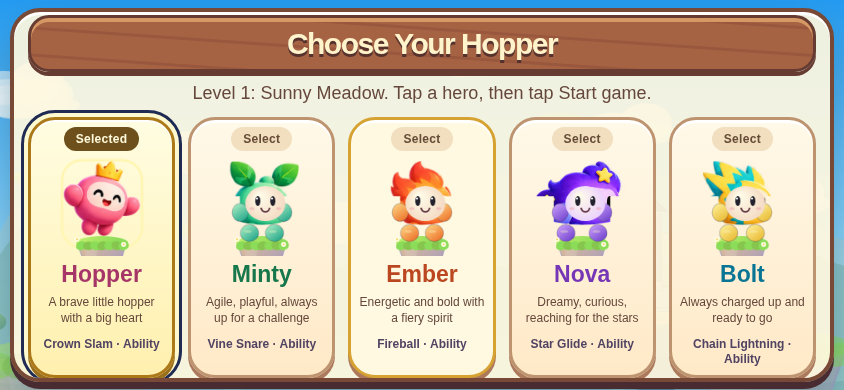 Choose Your Hopper
Level 1: Sunny Meadow. Tap a hero, then tap Start game.
Selected
Hopper
A brave little hopper
with a big heart
Crown Slam · Ability
Select
Minty
Agile, playful, always
up for a challenge
Vine Snare · Ability
Select
Ember
Energetic and bold with
a fiery spirit
Fireball · Ability
Select
Nova
Dreamy, curious,
reaching for the stars
Star Glide · Ability
Select
Bolt
Always charged up and
ready to go
Chain Lightning ·
Ability